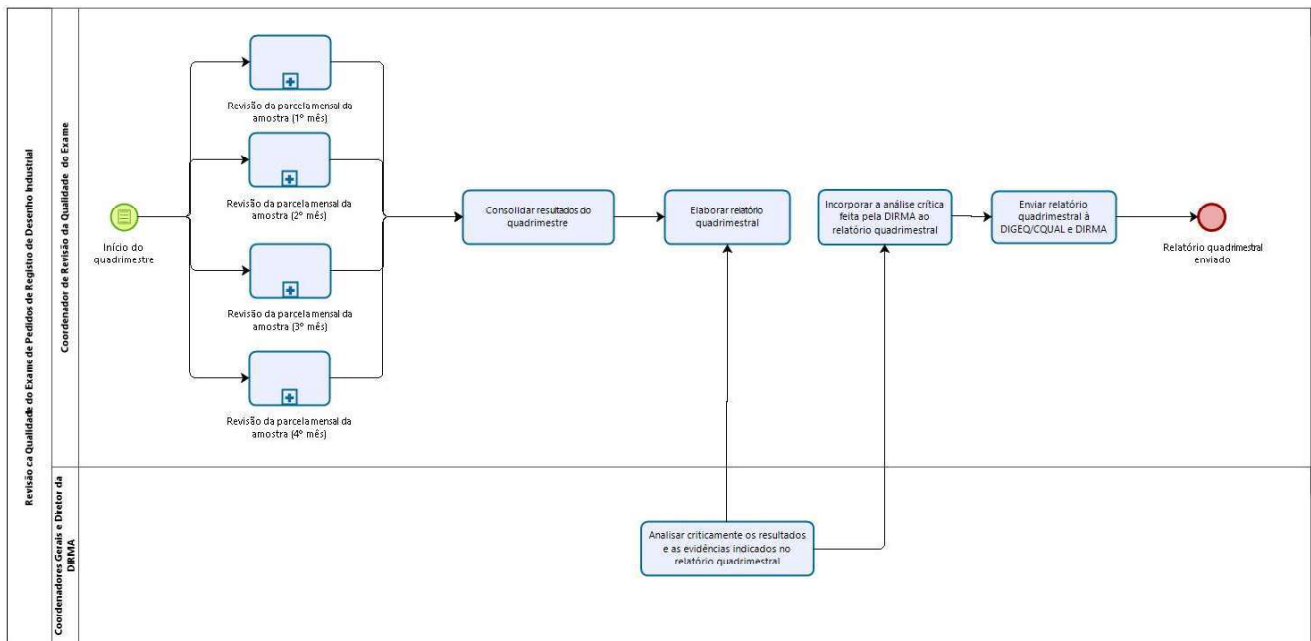 Revisão ca Qualidade do Exame de Pedidos de Registro de Desenho Industrial
Coordenador de Revisão da Qualidade do Exame
Início do
quadrimestre
Revisão da parcela mensal da
amostra (1º mês)
Revisão da parcela mensal da
amostra (2º mês)
Revisão da parcela mensal da
amostra (3º mês)
Revisão da parcela mensal da
amostra (4º mês)
Consolidar resultados do
quadrimestre
Elaborar relatório
quadrimestral
Incorporar a análise crítica
feita pela DIRMA ao
relatório quadrimestral
Enviar relatório
quadrimestral à
DIGEQ/CQUAL e DIRMA
Relatório quadrimestral
enviado
Coordenadores Gerais e Diretor da
DIRMA
Analisar criticamente os resultados
e as evidências indicados no
relatório quadrimestral